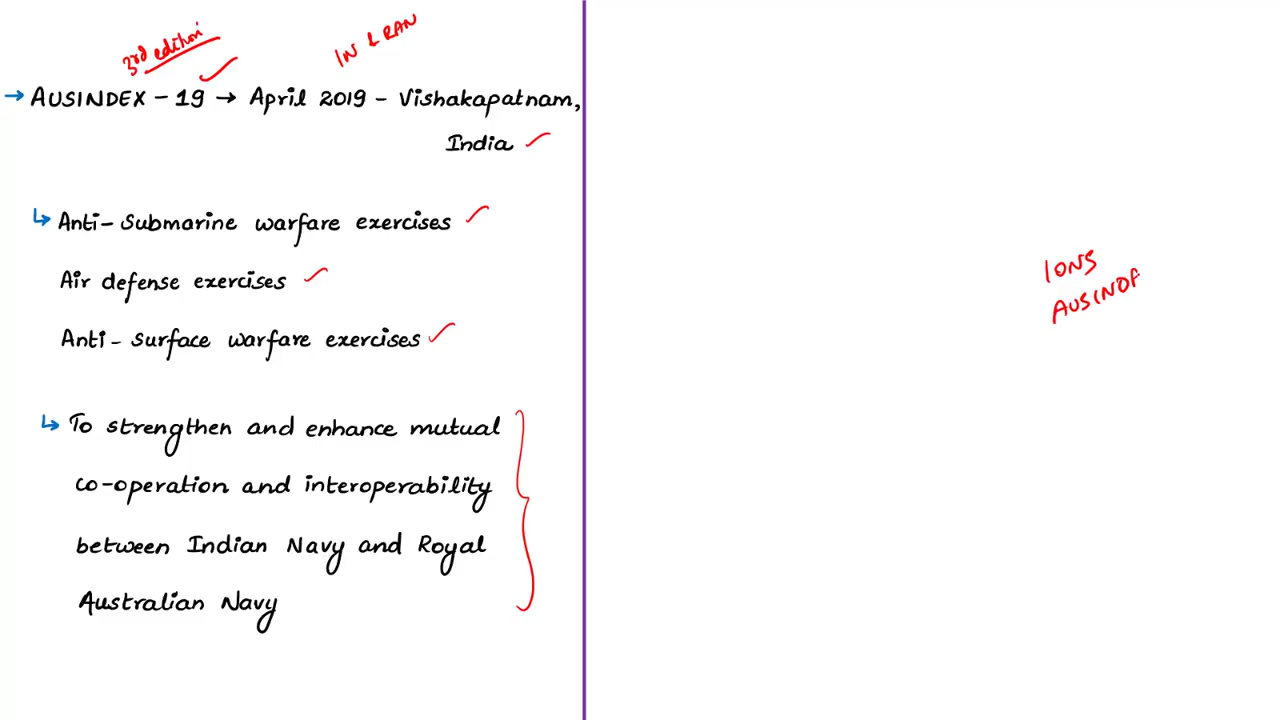 3rd edition
IN & RAN
→ AUSINDEX - 19 → April 2019 - Vishakapatnam,
India ✓
↳ Anti-Submarine warfare exercises ✓
Air defense exercises ✓
Anti-Surface warfare exercises ✓
↳ To strengthen and enhance mutual
co-operation and interoperability
between Indian Navy and Royal
Australian Navy
IONS
AUSINDE